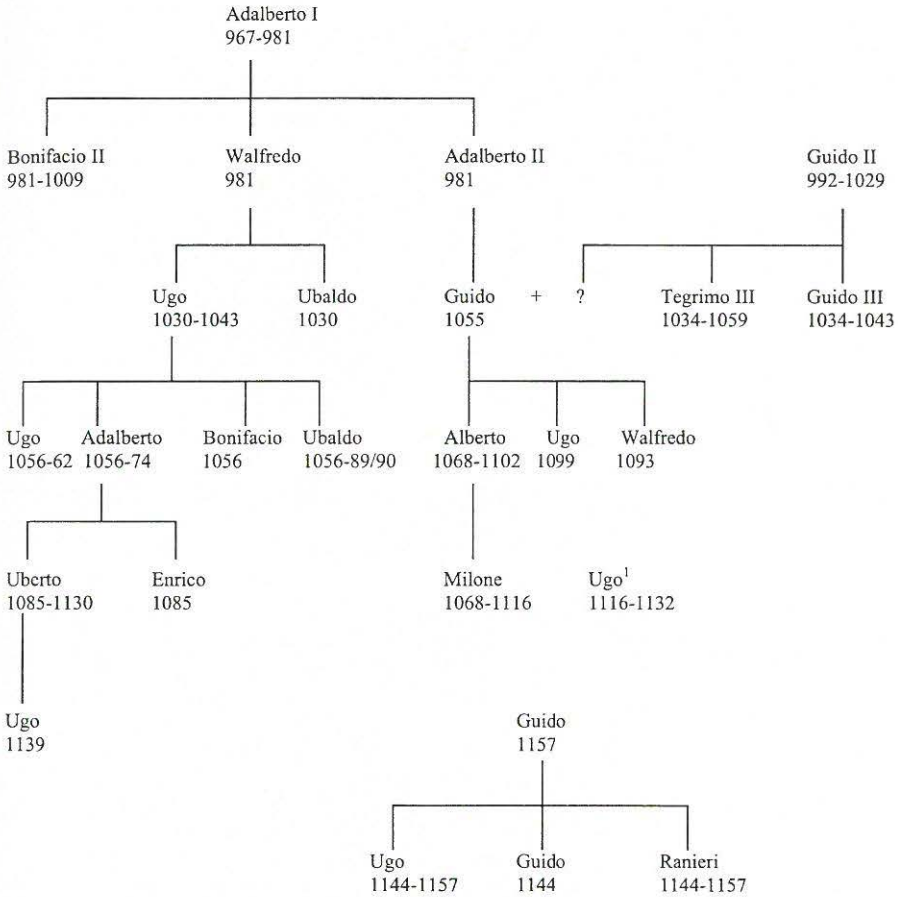 Adalberto I
967-981
Bonifacio II Walfredo Adalberto II Guido II
981-1009 981 981 992-1029
Ugo Ubaldo Guido + ? Tegrimo III Guido III
1030-1043 1030 1055 1034-1059 1034-1043
Ugo Adalberto Bonifacio Ubaldo Alberto Ugo Walfredo
1056-62 1056-74 1056 1056-89/90 1068-1102 1099 1093
Uberto Enrico Milone Ugo¹
1085-1130 1085 1068-1116 1116-1132
Ugo Guido
1139 1157
Ugo Guido Ranieri
1144-1157 1144 1144-1157